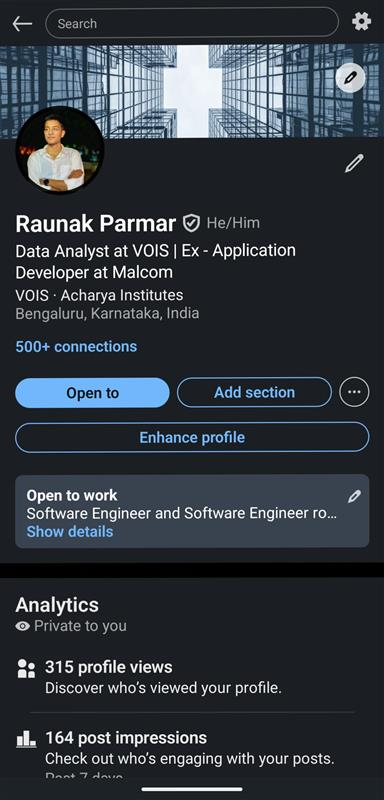 Search
Raunak Parmar He/Him
Data Analyst at VOIS | Ex - Application
Developer at Malcom
VOIS · Acharya Institutes
Bengaluru, Karnataka, India
500+ connections
Open to
Add section
Enhance profile
Open to work
Software Engineer and Software Engineer ro...
Show details
Analytics
Private to you
315 profile views
Discover who's viewed your profile.
164 post impressions
Check out who's engaging with your posts.
Past 7 days